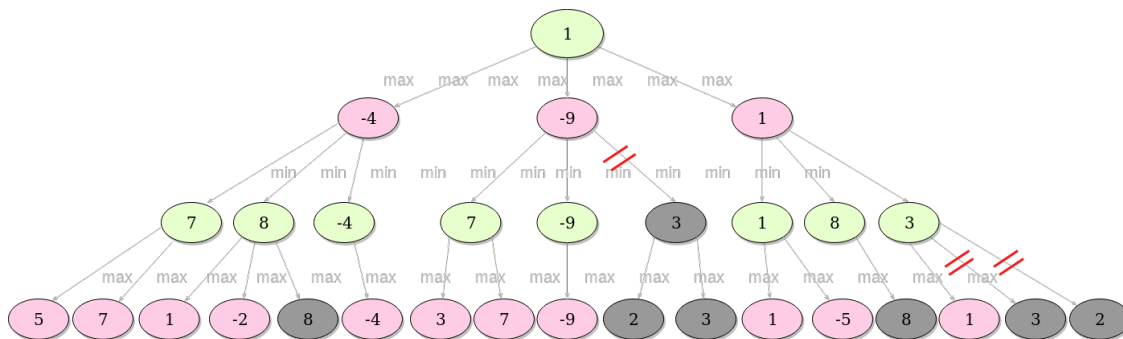 1
max max max max max max max
-4 -9 1
min min min min min min min min min min min min
7 8 -4 7 -9 3 1 8 3
max max max max max max max max max max max max max max
5 7 1 -2 8 -4 3 7 -9 2 3 1 -5 8 1 3 2